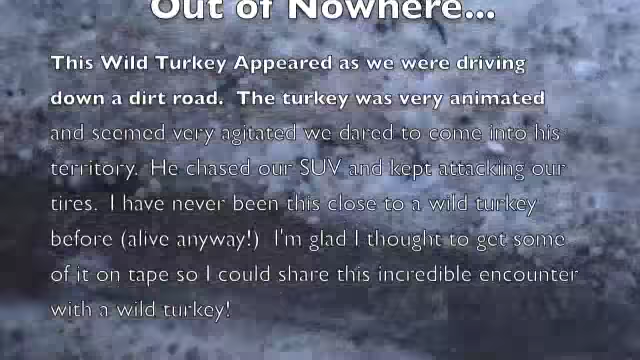 Out of Nowhere...
This Wild Turkey Appeared as we were driving
down a dirt road. The turkey was very animated
and seemed very agitated we dared to come into his
territory. He chased our SUV and kept attacking our
tires. I have never been this close to a wild turkey
before (alive anyway!) I'm glad I thought to get some
of it on tape so I could share this incredible encounter
with a wild turkey!